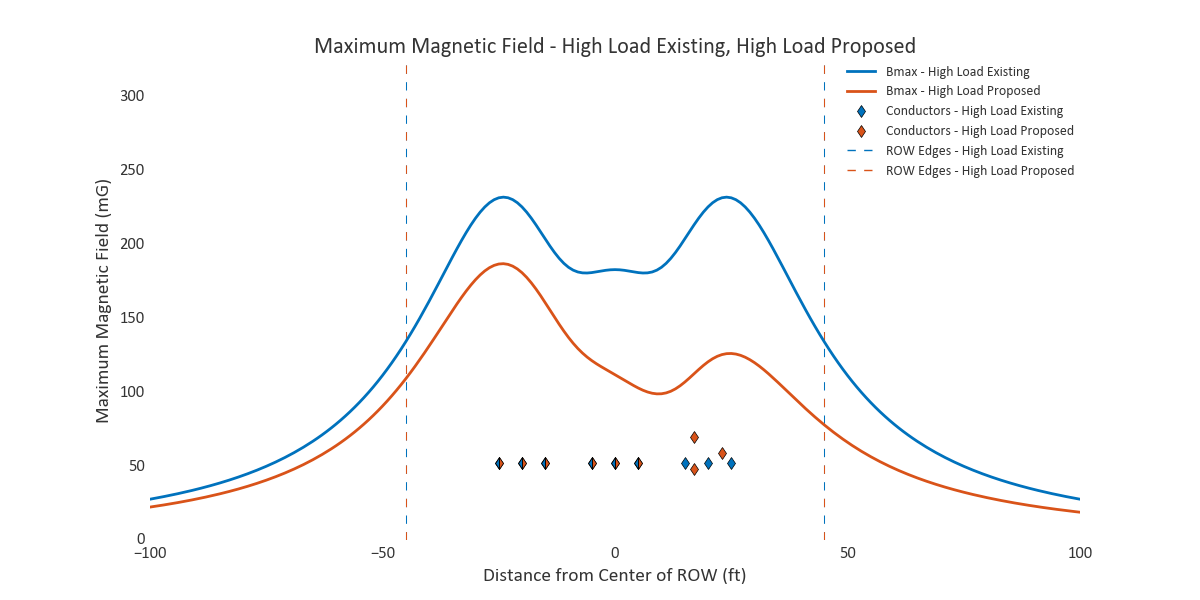 Maximum Magnetic Field - High Load Existing, High Load Proposed
Bmax - High Load Existing
Bmax - High Load Proposed
Conductors - High Load Existing
Conductors - High Load Proposed
ROW Edges - High Load Existing
ROW Edges - High Load Proposed
Maximum Magnetic Field (mG)
300
250
200
150
100
50
0
−100
−50
0
50
100
Distance from Center of ROW (ft)